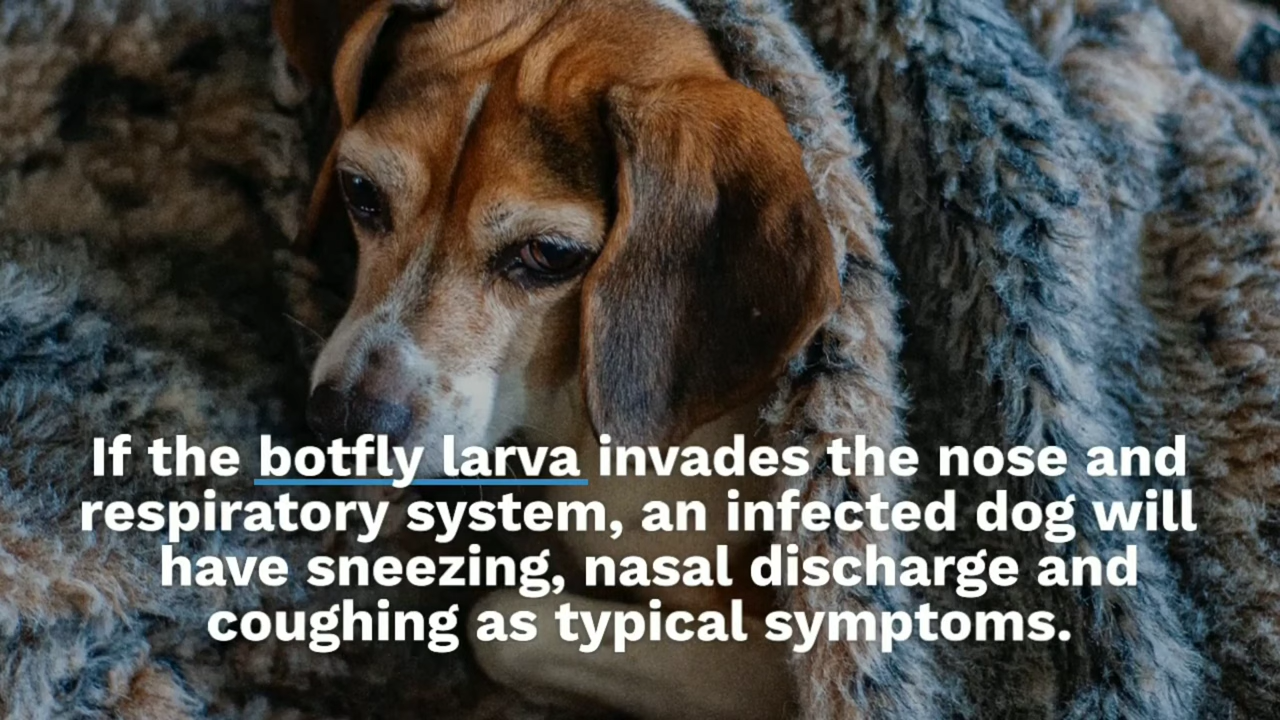 If the botfly larva invades the nose and
respiratory system, an infected dog will
have sneezing, nasal discharge and
coughing as typical symptoms.